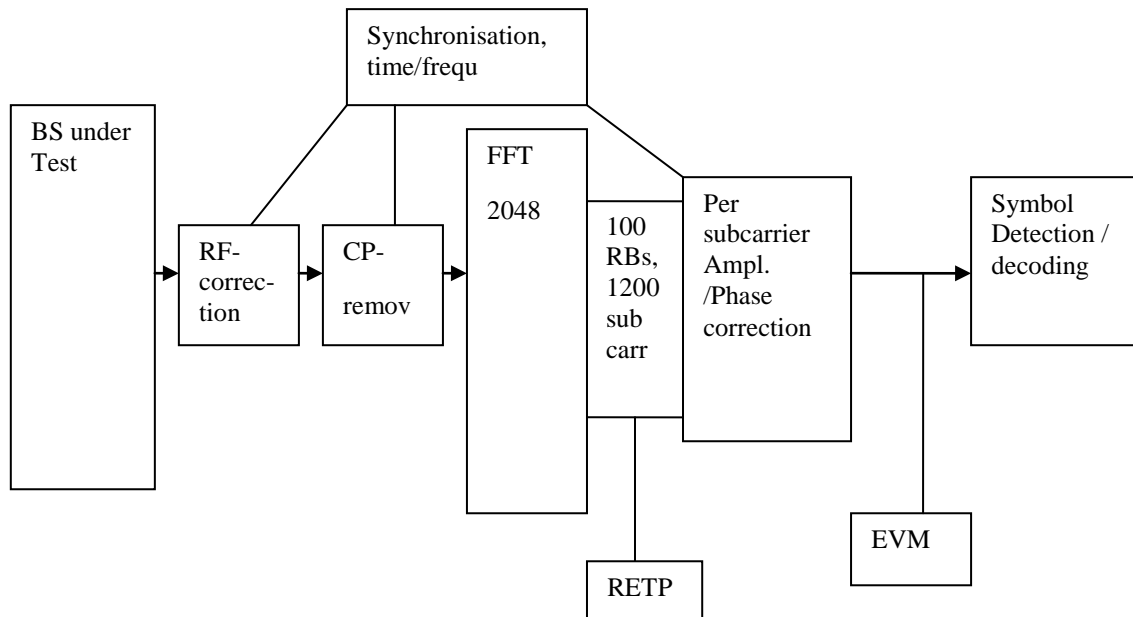 Synchronisation,
time/frequ
BS under
Test
FFT
2048
RF-
correc-
tion
CP-
remov
100
RBs,
1200
sub
carr
Per
subcarrier
Ampl.
/Phase
correction
Symbol
Detection /
decoding
EVM
RETP